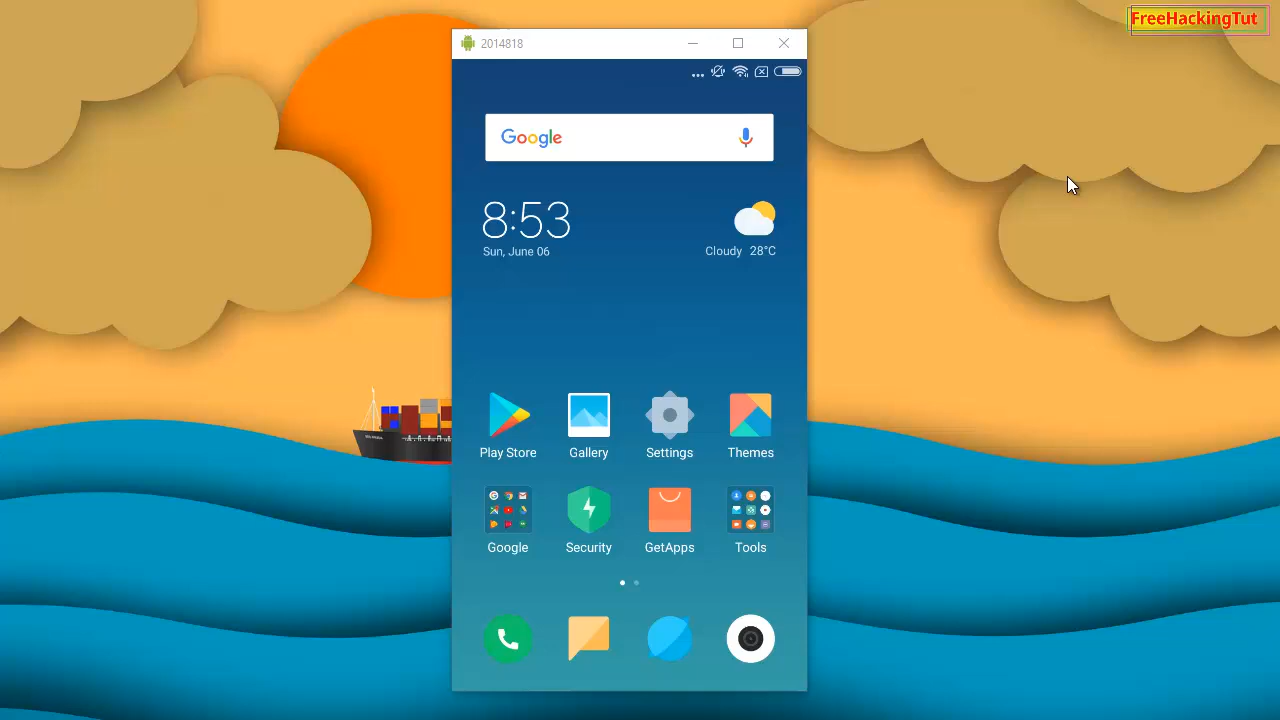 FreeHackingTut
2014818
Google
8:53
Sun, June 06
Cloudy 28°C
Play Store
Gallery
Settings
Themes
Google
Security
GetApps
Tools